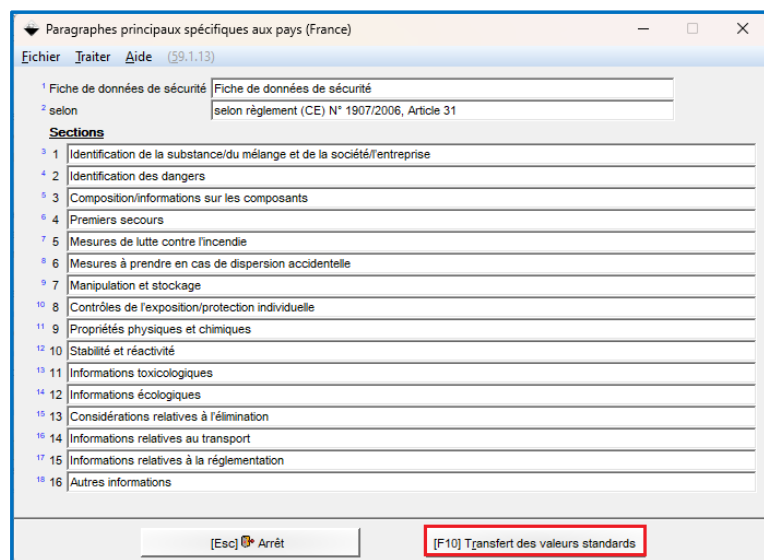 Paragraphes principaux spécifiques aux pays (France)
Fichier Traiter Aide (59.1.13)
1 Fiche de données de sécurité Fiche de données de sécurité
2 selon selon règlement (CE) N° 1907/2006, Article 31
Sections
3 1 Identification de la substance/du mélange et de la société/l'entreprise
4 2 Identification des dangers
5 3 Composition/informations sur les composants
6 4 Premiers secours
7 5 Mesures de lutte contre l'incendie
8 6 Mesures à prendre en cas de dispersion accidentelle
9 7 Manipulation et stockage
10 8 Contrôles de l'exposition/protection individuelle
11 9 Propriétés physiques et chimiques
12 10 Stabilité et réactivité
13 11 Informations toxicologiques
14 12 Informations écologiques
15 13 Considérations relatives à l'élimination
16 14 Informations relatives au transport
17 15 Informations relatives à la réglementation
18 16 Autres informations
[Esc] Arrêt [F10] Transfert des valeurs standards